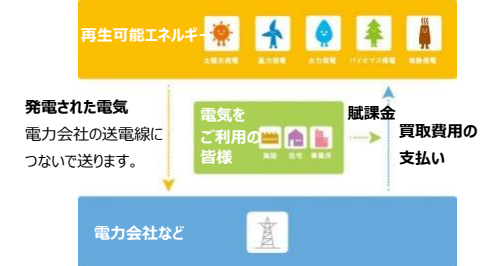 再生可能エネルギー
太陽光発電
風力発電
水力発電
バイオマス発電
地熱発電
発電された電気
電力会社の送電線に
つないで送ります。
電気を
ご利用の
皆様
施設
住宅
事業所
賦課金
買取費用の
支払い
電力会社など